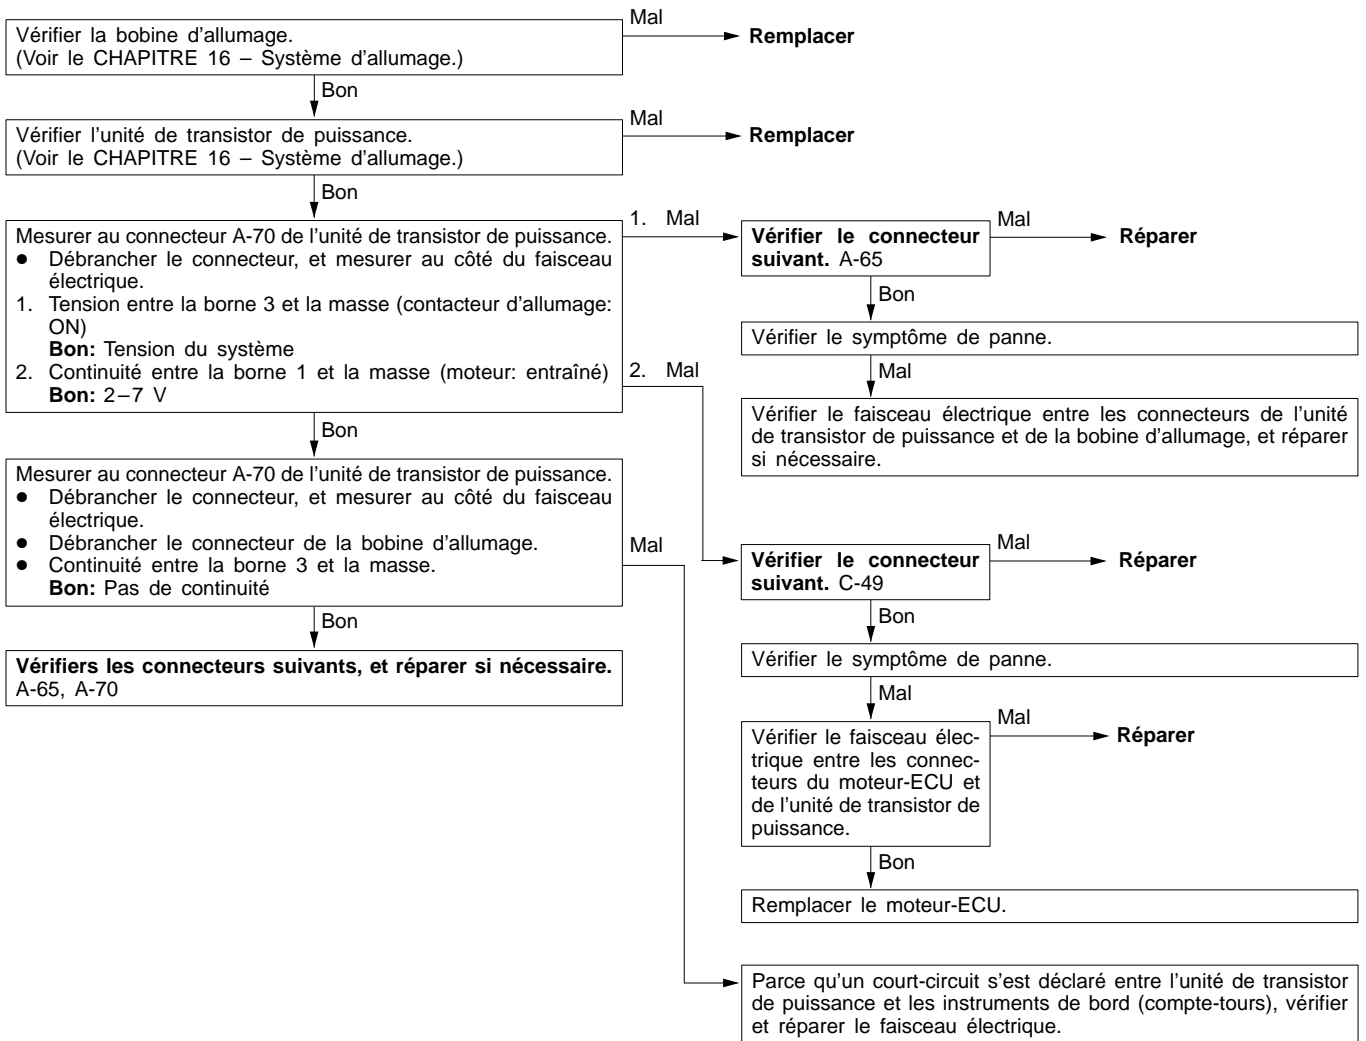 Vérifier la bobine d'allumage.
(Voir le CHAPITRE 16 – Système d'allumage.)
Mal
Remplacer
Bon
Vérifier l'unité de transistor de puissance.
(Voir le CHAPITRE 16 – Système d'allumage.)
Mal
Remplacer
Bon
Mesurer au connecteur A-70 de l'unité de transistor de puissance.
● Débrancher le connecteur, et mesurer au côté du faisceau
électrique.
1. Tension entre la borne 3 et la masse (contacteur d'allumage:
ON)
Bon: Tension du système
2. Continuité entre la borne 1 et la masse (moteur: entraîné)
Bon: 2–7 V
1. Mal
Vérifier le connecteur
suivant. A-65
Mal
Réparer
Bon
Vérifier le symptôme de panne.
Mal
Vérifier le faisceau électrique entre les connecteurs de l'unité
de transistor de puissance et de la bobine d'allumage, et réparer
si nécessaire.
2. Mal
Bon
Mesurer au connecteur A-70 de l'unité de transistor de puissance.
● Débrancher le connecteur, et mesurer au côté du faisceau
électrique.
● Débrancher le connecteur de la bobine d'allumage.
● Continuité entre la borne 3 et la masse.
Bon: Pas de continuité
Mal
Bon
Vérifiers les connecteurs suivants, et réparer si nécessaire.
A-65, A-70
Vérifier le connecteur
suivant. C-49
Mal
Réparer
Bon
Vérifier le symptôme de panne.
Mal
Vérifier le faisceau élec-
trique entre les connec-
teurs du moteur-ECU et
de l'unité de transistor de
puissance.
Mal
Réparer
Bon
Remplacer le moteur-ECU.
Parce qu'un court-circuit s'est déclaré entre l'unité de transistor
de puissance et les instruments de bord (compte-tours), vérifier
et réparer le faisceau électrique.